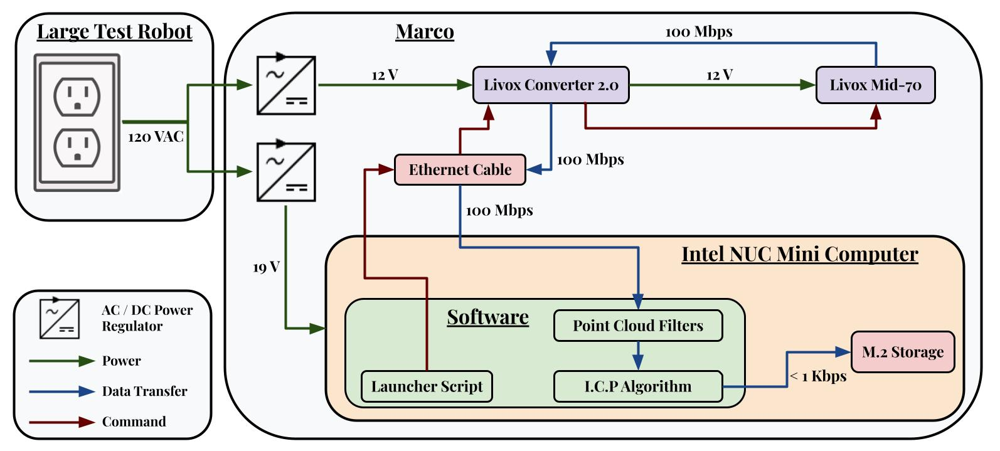 Large Test Robot
120 VAC
Marco
100 Mbps
12 V
Livox Converter 2.0
12 V
Livox Mid-70
Ethernet Cable
100 Mbps
100 Mbps
19 V
Intel NUC Mini Computer
Software
Point Cloud Filters
Launcher Script
I.C.P Algorithm
M.2 Storage
< 1 Kbps
AC / DC Power
Regulator
Power
Data Transfer
Command